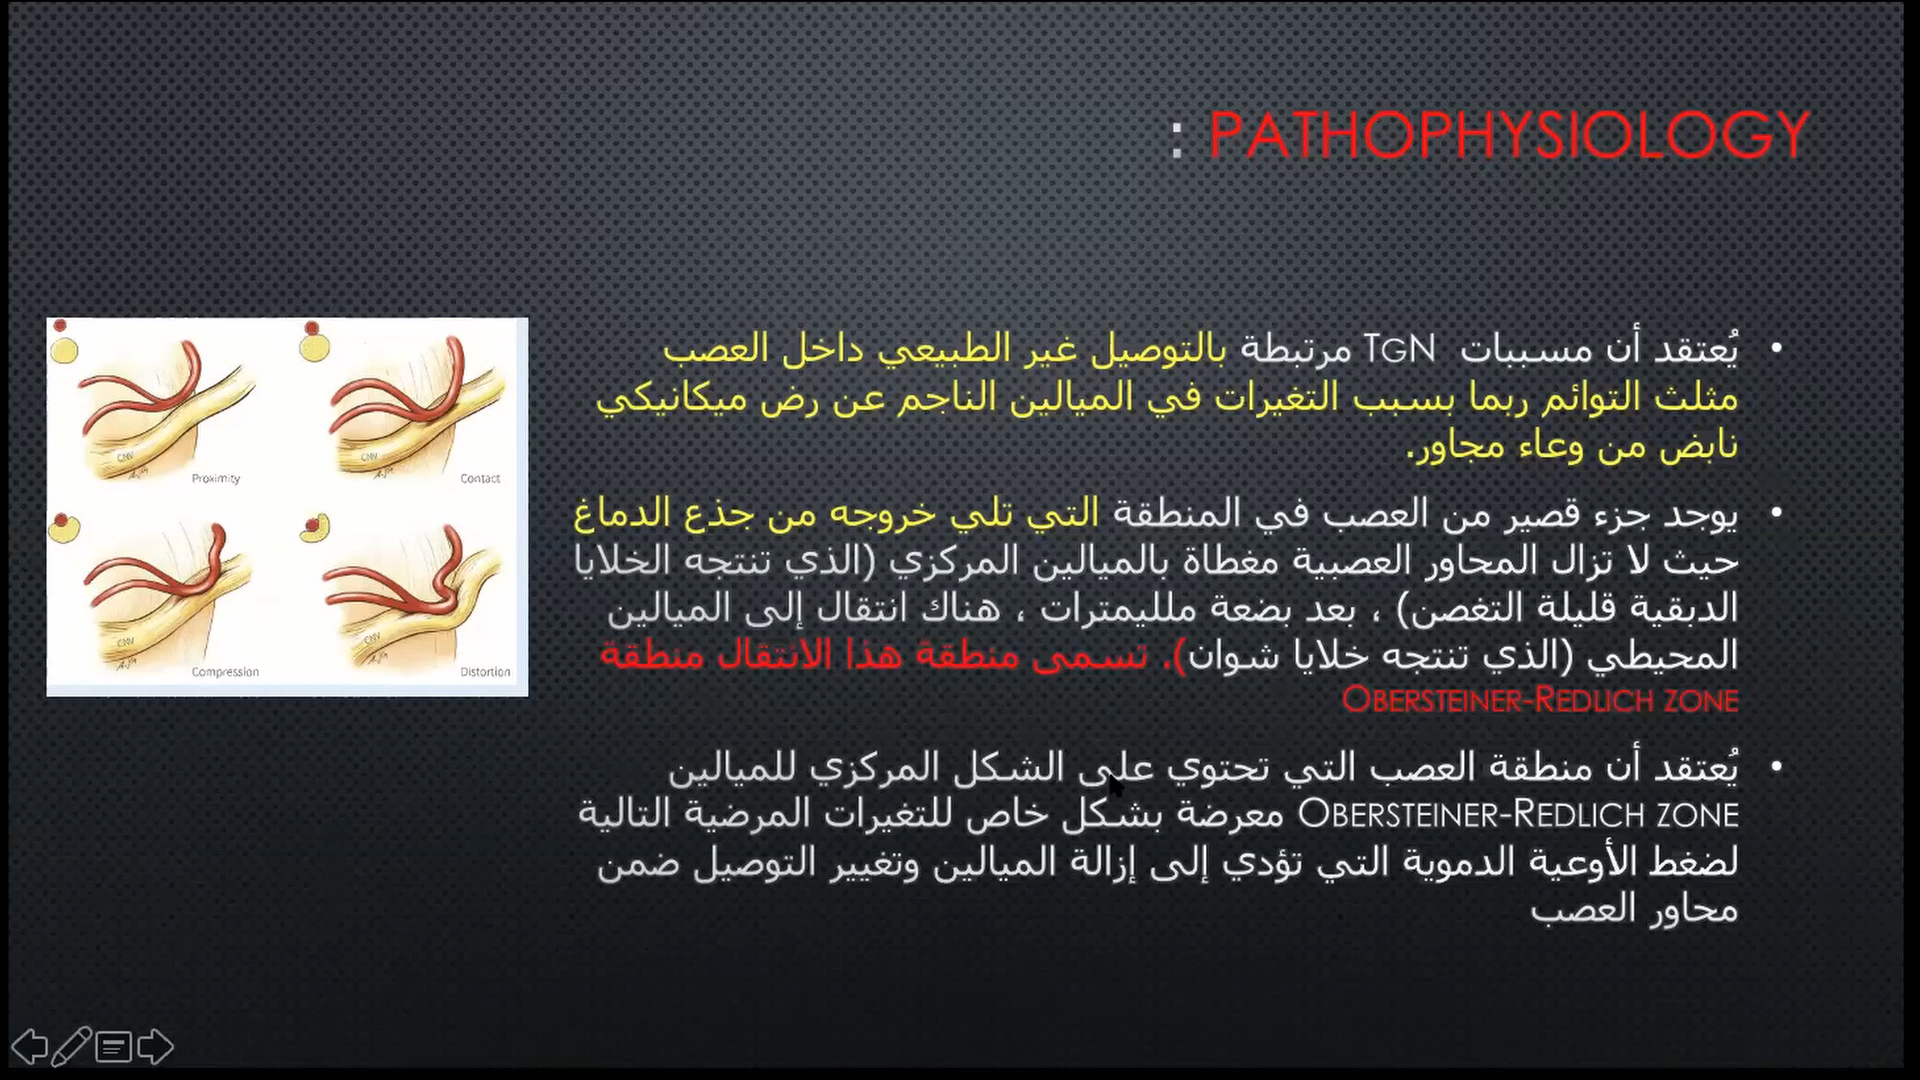 PATHOPHYSIOLOGY :
• يُعتقد أن مسببات TGN مرتبطة بالتوصيل غير الطبيعي داخل العصب
مثلث التوائم ربما بسبب التغيرات في الميالين الناجم عن رض ميكانيكي
نابض من وعاء مجاور.
• يوجد جزء قصير من العصب في المنطقة التي تلي خروجه من جذع الدماغ
حيث لا تزال المحاور العصبية مغطاة بالميالين المركزي (الذي تنتجه الخلايا
الدبقية قليلة التغصن) ، بعد بضعة ملليمترات ، هناك انتقال إلى الميالين
المحيطي (الذي تنتجه خلايا شوان). تسمى منطقة هذا الانتقال منطقة
OBERSTEINER-REDLICH ZONE
• يُعتقد أن منطقة العصب التي تحتوي على الشكل المركزي للميالين
OBERSTEINER-REDLICH ZONE معرضة بشكل خاص للتغيرات المرضية التالية
لضغط الأوعية الدموية التي تؤدي إلى إزالة الميالين وتغيير التوصيل ضمن
محاور العصب
CNV
Proximity
CNV
Contact
CNV
Compression
CNV
Distortion